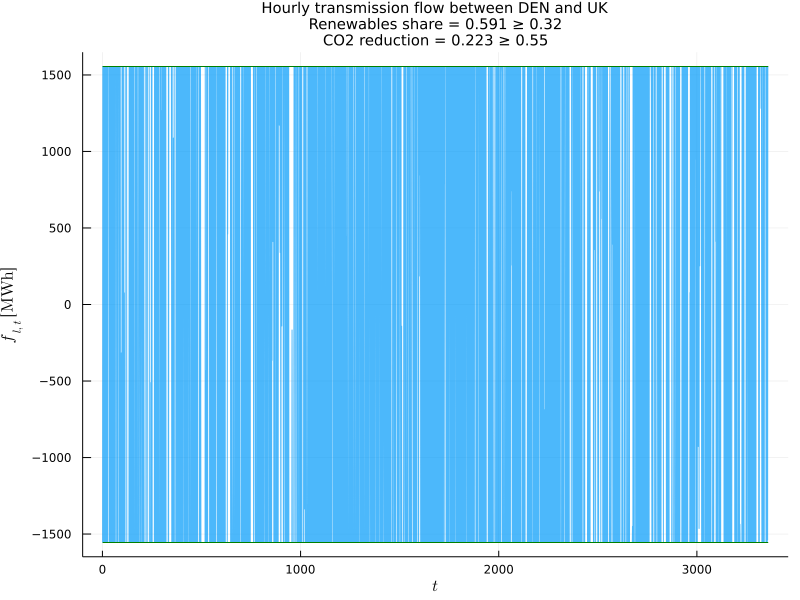 Hourly transmission flow between DEN and UK
Renewables share = 0.591 ≥ 0.32
CO2 reduction = 0.223 ≥ 0.55
1500
1000
500
0
−500
−1000
−1500
f_{l,t} [MWh]
0 1000 2000 3000
t